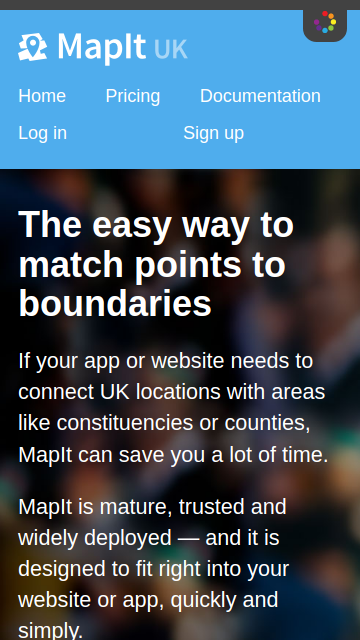 MapIt UK
Home Pricing Documentation
Log in Sign up
The easy way to
match points to
boundaries
If your app or website needs to
connect UK locations with areas
like constituencies or counties,
MapIt can save you a lot of time.
MapIt is mature, trusted and
widely deployed — and it is
designed to fit right into your
website or app, quickly and
simply.